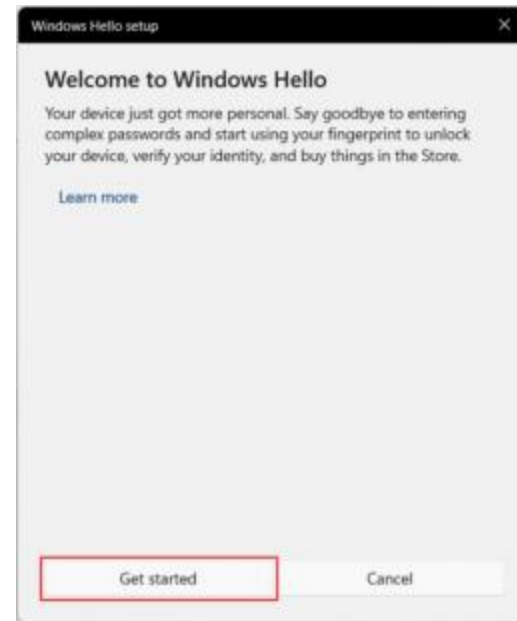 Windows Hello setup
Welcome to Windows Hello
Your device just got more personal. Say goodbye to entering
complex passwords and start using your fingerprint to unlock
your device, verify your identity, and buy things in the Store.
Learn more
Get started
Cancel